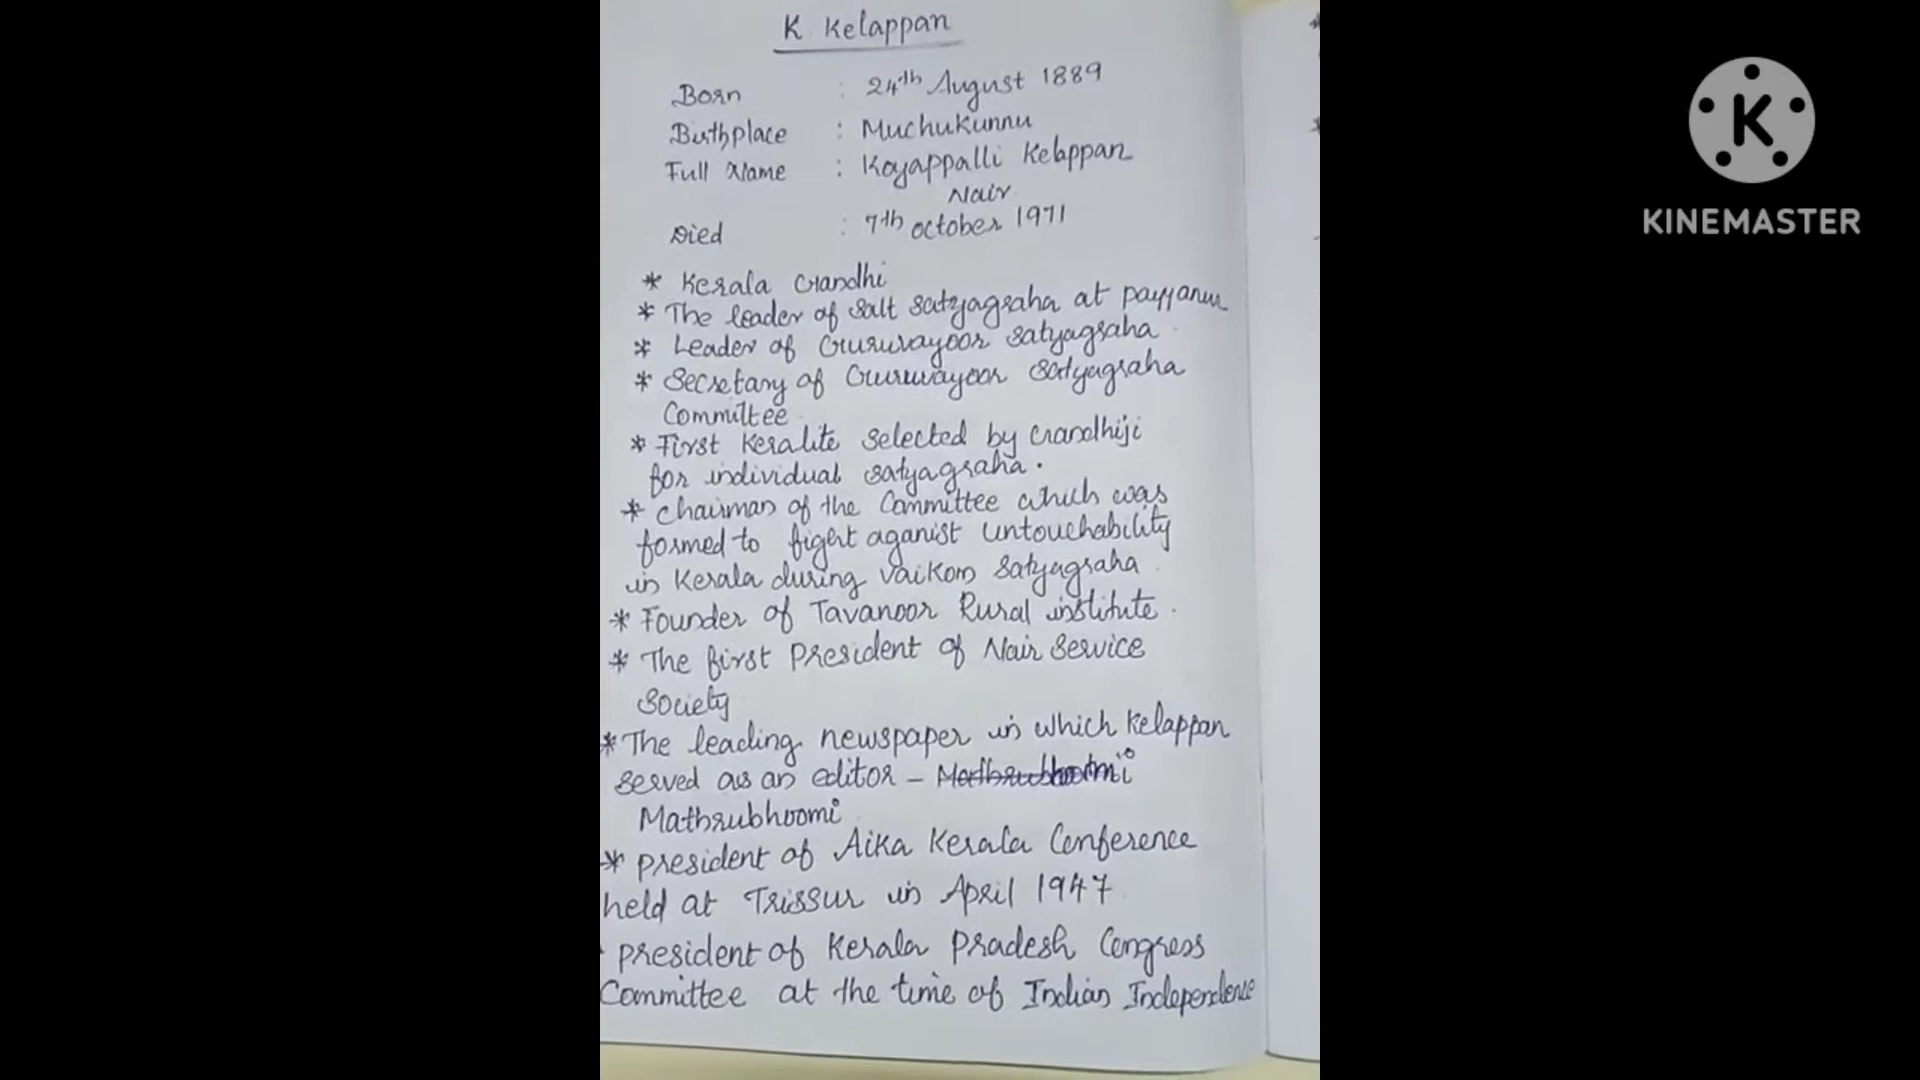 K Kelappan
Born : 24th August 1889
Birthplace : Muchukunnu
Full Name : Koyappalli Kelappan
Nair
Died : 7th october 1971
* Kerala Gandhi
* The leader of salt satyagraha at payyanur
* Leader of Guruvayoor satyagraha
* Secretary of Guruvayoor satyagraha
Committee
* First Keralite selected by Gandhiji
for individual satyagraha.
* Chairman of the Committee which was
formed to fight aganist untouchability
in Kerala during vaikom satyagraha
* Founder of Tavanoor Rural institute.
* The first president of Nair service
society
* The leading newspaper in which Kelappan
served as an editor - Mathrubhoomi
Mathrubhoomi
* president of Aika Kerala Conference
held at Trissur in April 1947
president of Kerala pradesh Congress
Committee at the time of Indian Independence
K
KINEMASTER